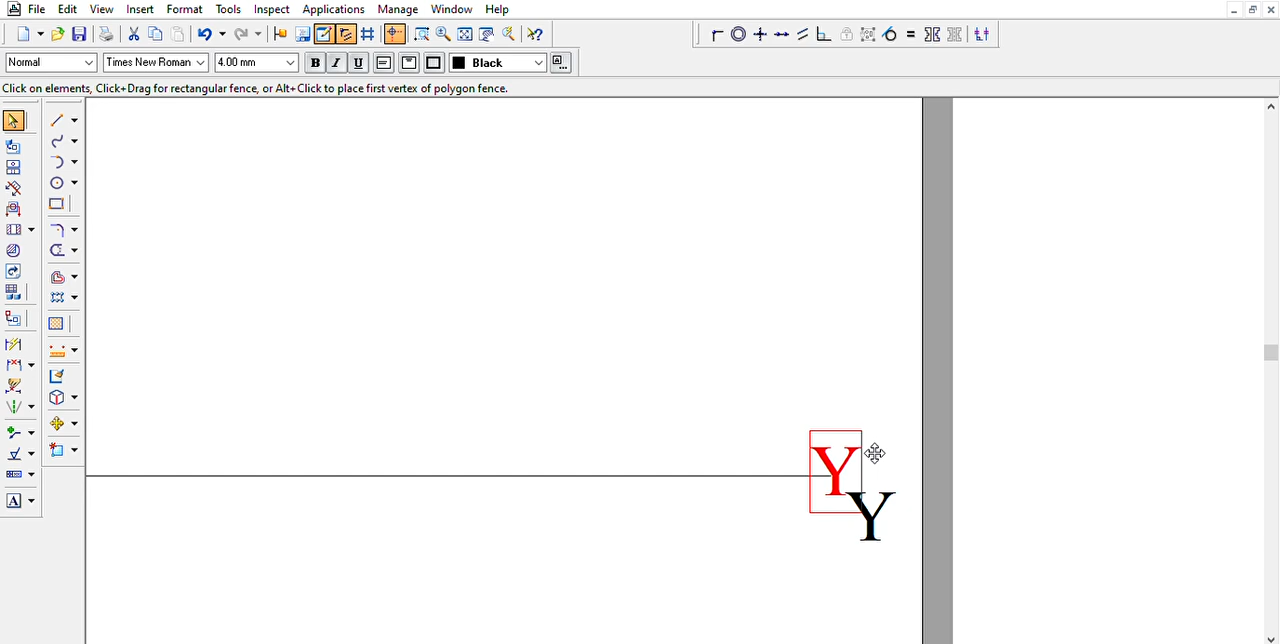 File Edit View Insert Format Tools Inspect Applications Manage Window Help
Normal Times New Roman 4.00 mm B I U Black
Click on elements, Click+Drag for rectangular fence, or Alt+Click to place first vertex of polygon fence.
A
Y
Y